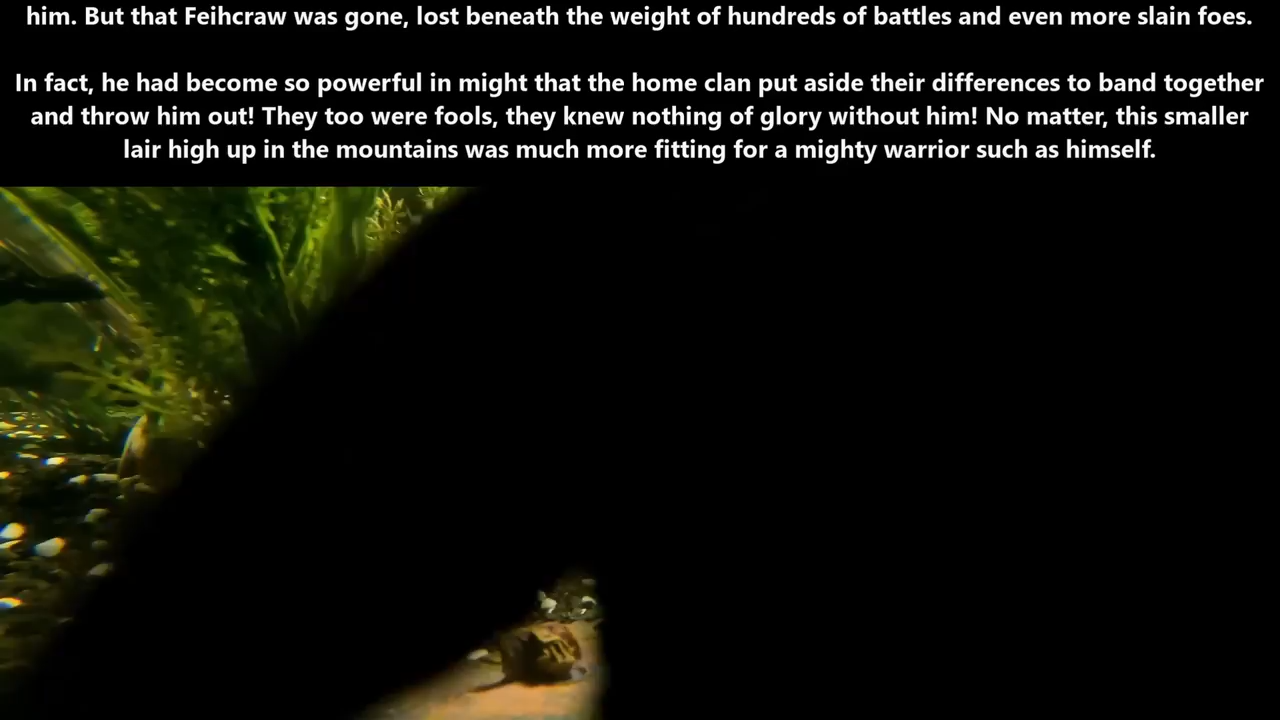 him. But that Feihcraw was gone, lost beneath the weight of hundreds of battles and even more slain foes.
In fact, he had become so powerful in might that the home clan put aside their differences to band together
and throw him out! They too were fools, they knew nothing of glory without him! No matter, this smaller
lair high up in the mountains was much more fitting for a mighty warrior such as himself.